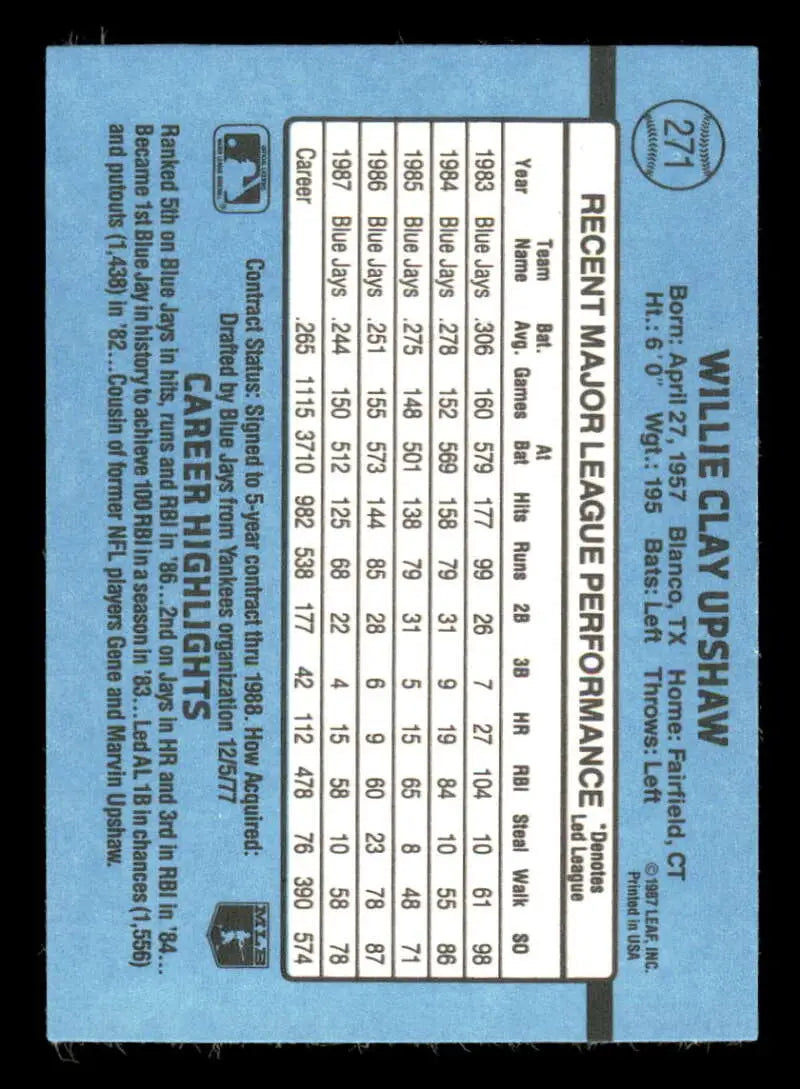 271
WILLIE CLAY UPSHAW
Born: April 27, 1957 Blanco, TX Home: Fairfield, CT
Ht.: 6'0" Wgt.: 195 Bats: Left Throws: Left
©1987 LEAF, INC.
Printed in USA
RECENT MAJOR LEAGUE PERFORMANCE *Denotes
Led League
Team Bat. At
Year Name Avg. Games Bat Hits Runs 2B 3B HR RBI Steal Walk SO
1983 Blue Jays .306 160 579 177 99 26 7 27 104 10 61 98
1984 Blue Jays .278 152 569 158 79 31 9 19 84 10 55 86
1985 Blue Jays .275 148 501 138 79 31 5 15 65 8 48 71
1986 Blue Jays .251 155 573 144 85 28 6 9 60 23 78 87
1987 Blue Jays .244 150 512 125 68 22 4 15 58 10 58 78
Career .265 1115 3710 982 538 177 42 112 478 76 390 574
Contract Status: Signed to 5-year contract thru 1988. How Acquired:
Drafted by Blue Jays from Yankees organization 12/5/77
MLB
CAREER HIGHLIGHTS
Ranked 5th on Blue Jays in hits, runs and RBI in '86...2nd on Jays in HR and 3rd in RBI in '84...
Became 1st Blue Jay in history to achieve 100 RBI in a season in '83...Led AL 1B in chances (1,556)
and putouts (1,438) in '82...Cousin of former NFL players Gene and Marvin Upshaw.